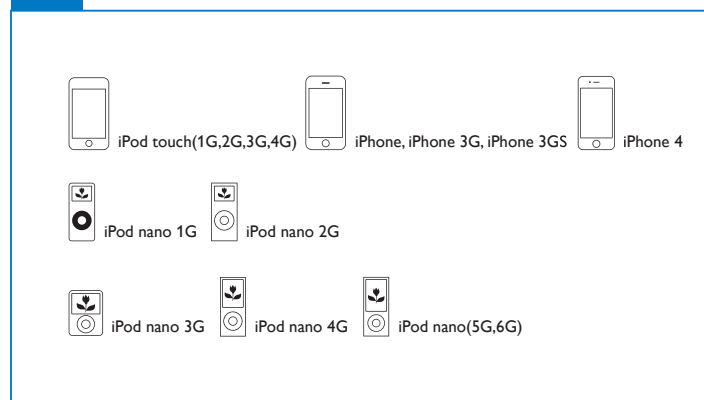 iPod touch(1G,2G,3G,4G) iPhone, iPhone 3G, iPhone 3GS iPhone 4
iPod nano 1G iPod nano 2G
iPod nano 3G iPod nano 4G iPod nano(5G,6G)